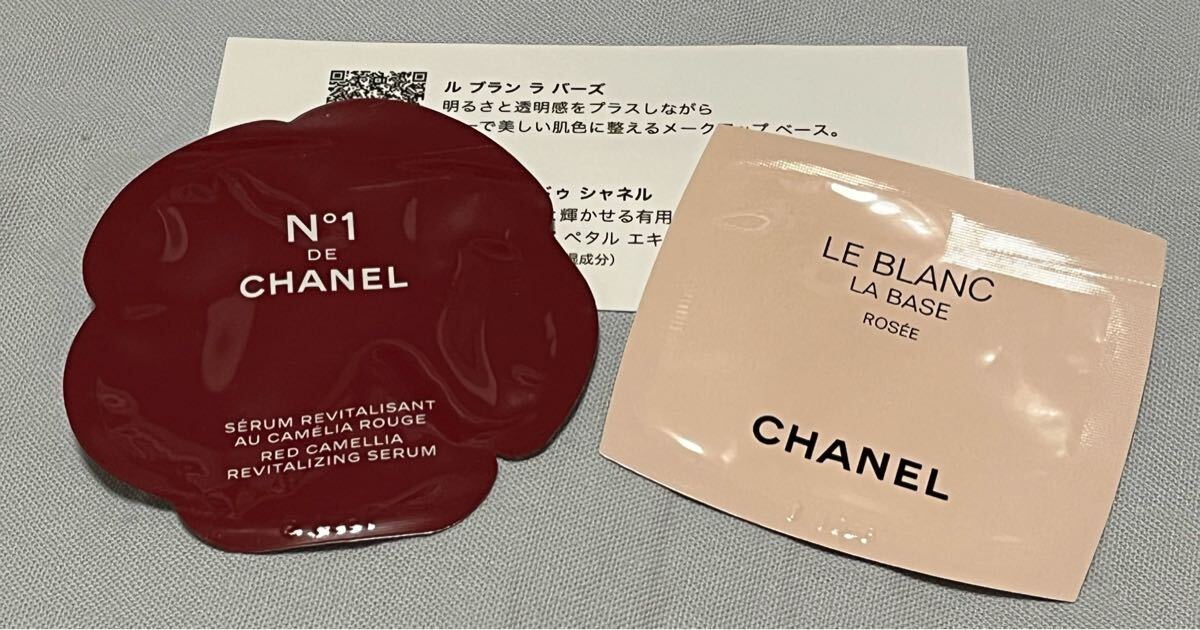 ル ブラン ラ バーズ
明るさと透明感をプラスしながら
ーで美しい肌色に整えるメークアップ ベース。
ドゥ シャネル
輝かせる有用
ペタル エキ
湿成分)
N°1
DE
CHANEL
SÉRUM REVITALISANT
AU CAMÉLIA ROUGE
RED CAMELLIA
REVITALIZING SERUM
LE BLANC
LA BASE
ROSÉE
CHANEL